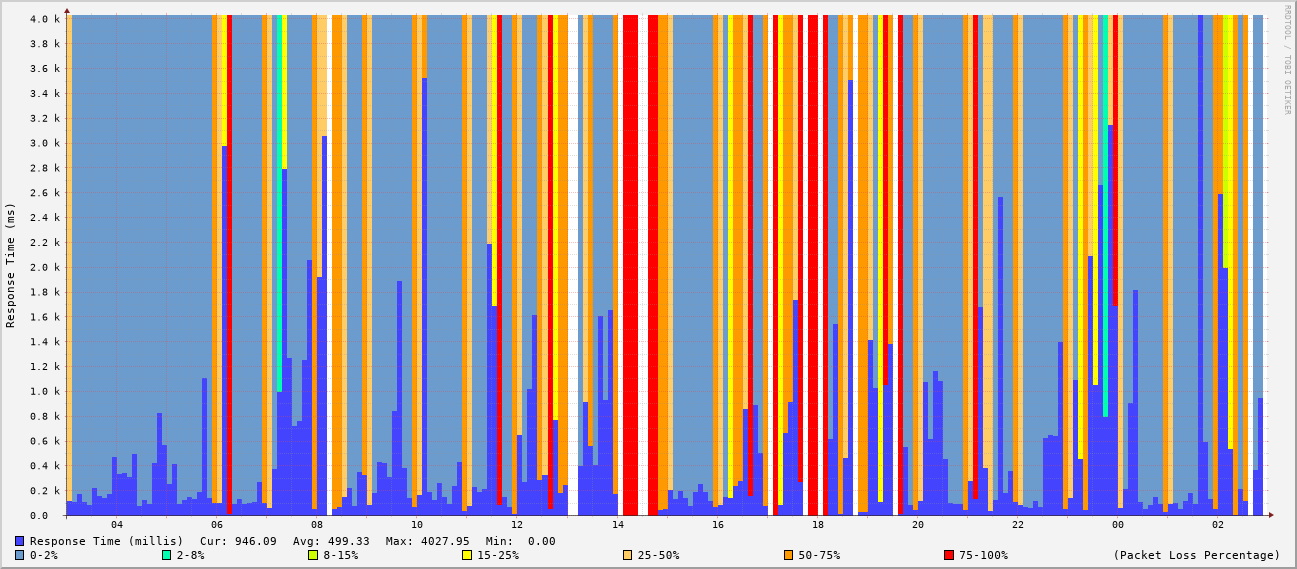 4.0 k
3.8 k
3.6 k
3.4 k
3.2 k
3.0 k
2.8 k
2.6 k
2.4 k
2.2 k
2.0 k
1.8 k
1.6 k
1.4 k
1.2 k
1.0 k
0.8 k
0.6 k
0.4 k
0.2 k
0.0
Response Time (ms)
RRDTOOL / TOBI OETIKER
04 06 08 10 12 14 16 18 20 22 00 02
Response Time (millis) Cur: 946.09 Avg: 499.33 Max: 4027.95 Min: 0.00
0-2% 2-8% 8-15% 15-25% 25-50% 50-75% 75-100% (Packet Loss Percentage)